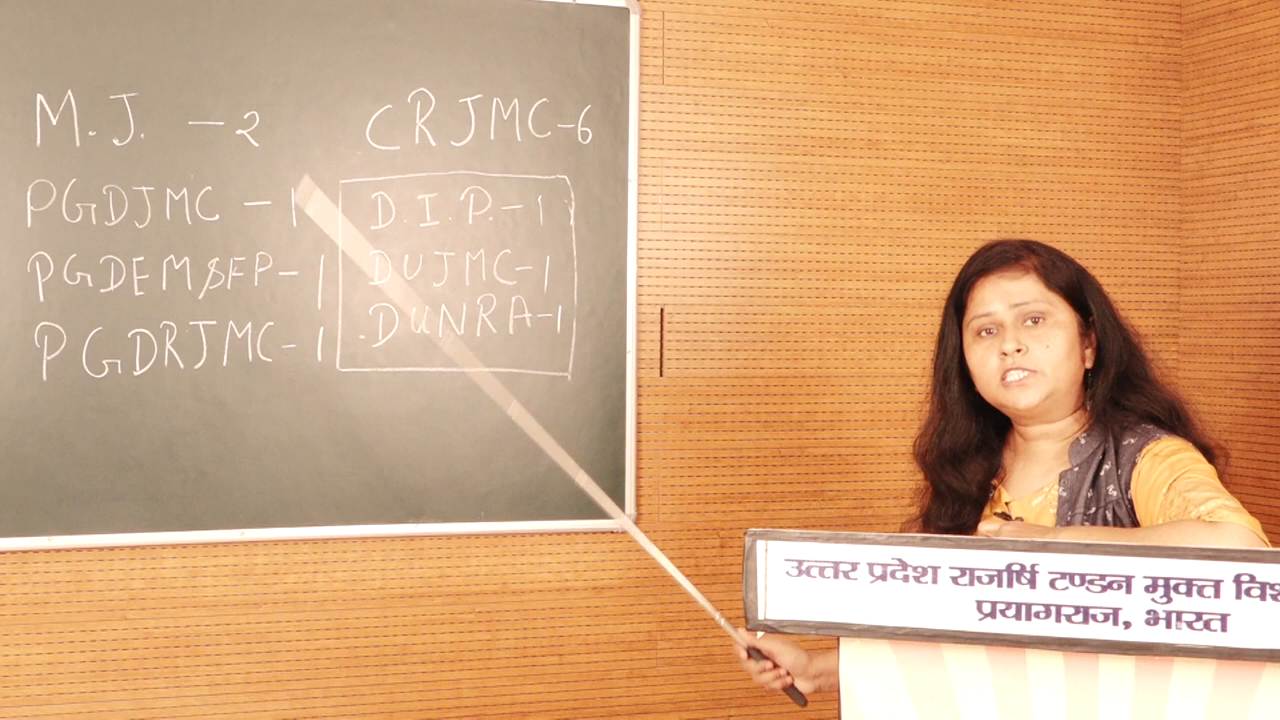 M.J. - 2
PGDJMC - 1
PGDEM&FP - 1
PGDRJMC - 1
CRJMC-6
D.I.P. - 1
DUJMC-1
DUNRA-1
उत्तर प्रदेश राजर्षि टण्डन मुक्त
प्रयागराज, भारत